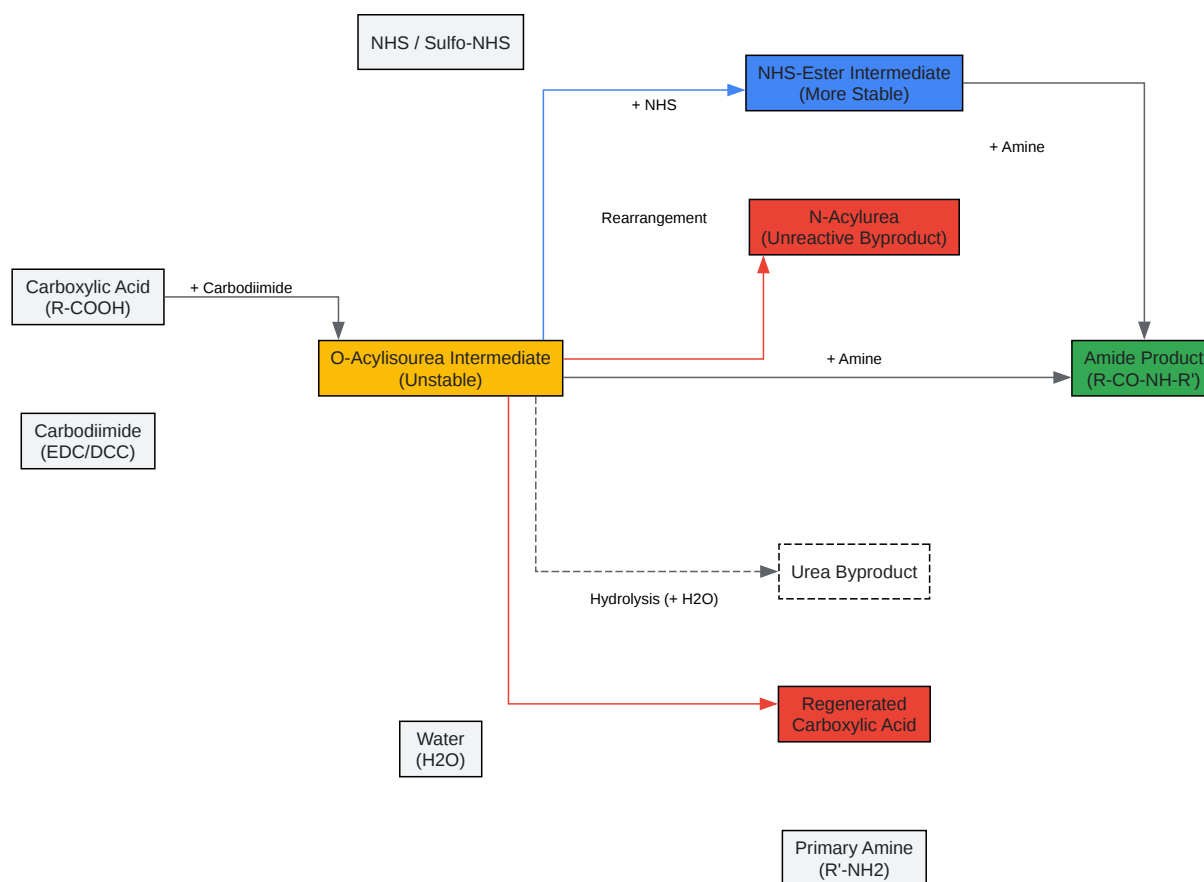 NHS / Sulfo-NHS
NHS-Ester Intermediate
(More Stable)
+ NHS
+ Amine
Rearrangement
N-Acylurea
(Unreactive Byproduct)
Carboxylic Acid
(R-COOH)
+ Carbodiimide
O-Acylisourea Intermediate
(Unstable)
+ Amine
Amide Product
(R-CO-NH-R')
Carbodiimide
(EDC/DCC)
Urea Byproduct
Hydrolysis (+ H2O)
Regenerated
Carboxylic Acid
Water
(H2O)
Primary Amine
(R'-NH2)